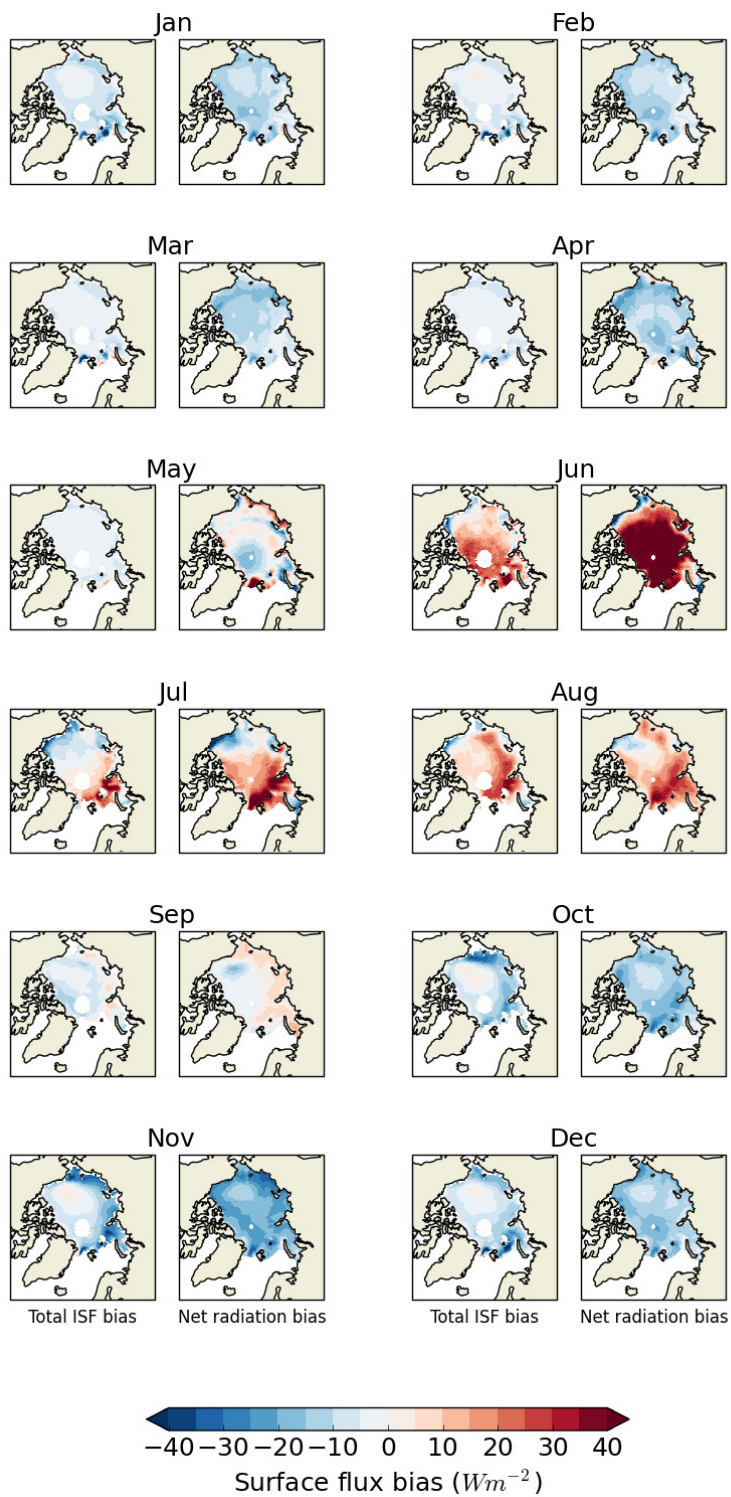 Jan Feb
Mar Apr
May Jun
Jul Aug
Sep Oct
Nov Dec
Total ISF bias Net radiation bias Total ISF bias Net radiation bias
−40 −30 −20 −10 0 10 20 30 40
Surface flux bias (Wm⁻²)